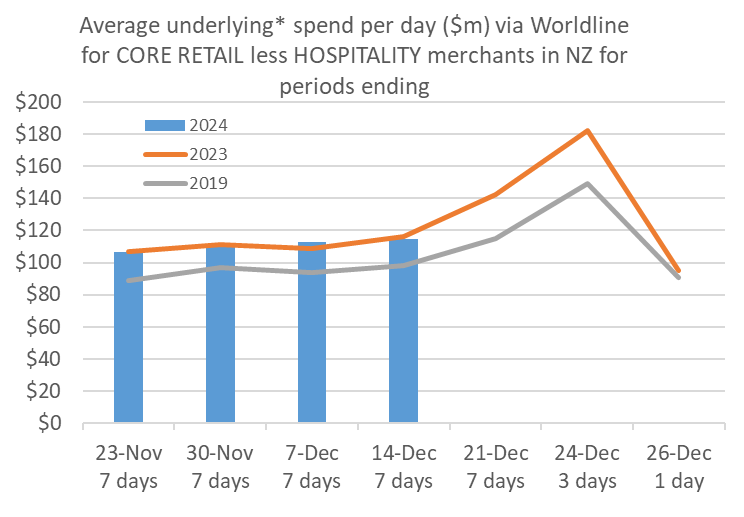 Average underlying* spend per day ($m) via Worldline
for CORE RETAIL less HOSPITALITY merchants in NZ for
periods ending
$200
$180
$160
$140
$120
$100
$80
$60
$40
$20
$0
2024
2023
2019
23-Nov 30-Nov 7-Dec 14-Dec 21-Dec 24-Dec 26-Dec
7 days 7 days 7 days 7 days 7 days 3 days 1 day